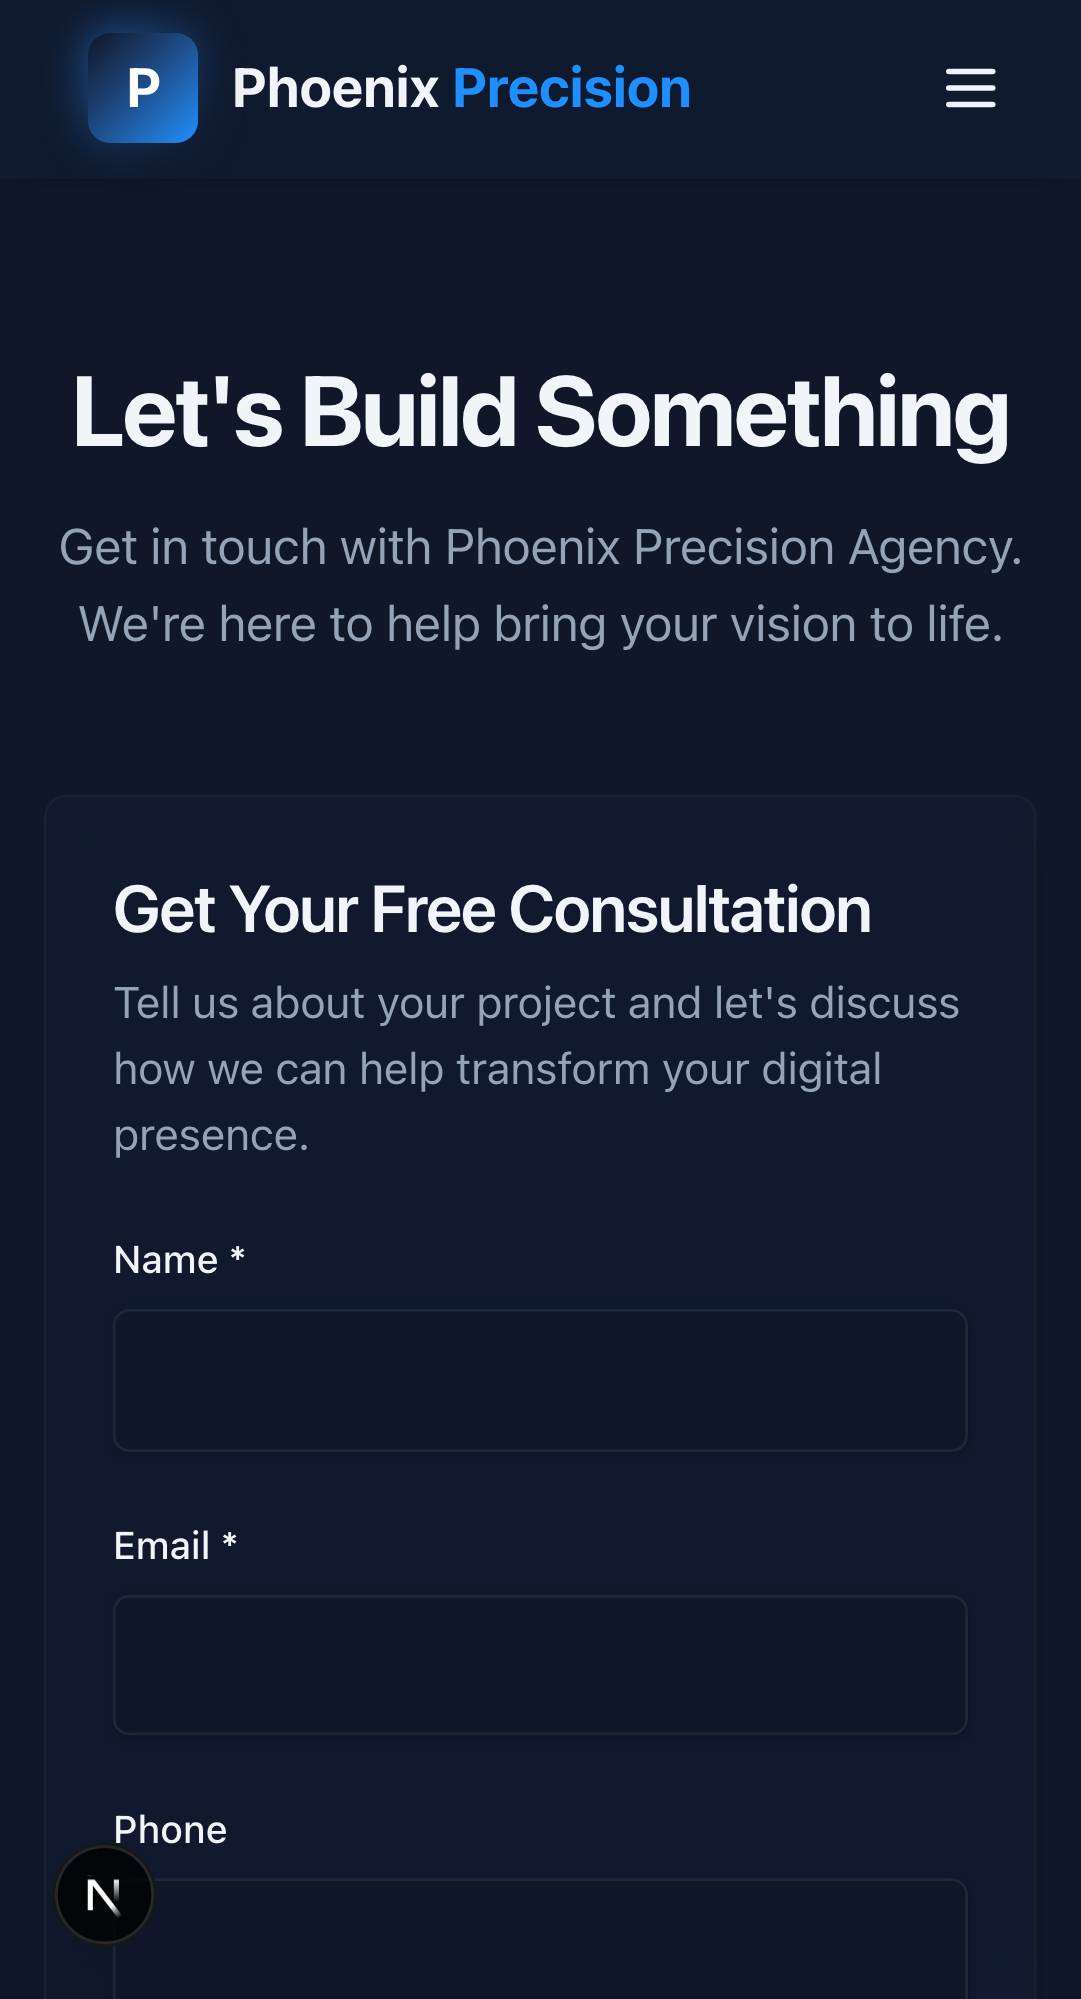 P
Phoenix Precision
Let's Build Something
Get in touch with Phoenix Precision Agency.
We're here to help bring your vision to life.
Get Your Free Consultation
Tell us about your project and let's discuss
how we can help transform your digital
presence.
Name *
Email *
Phone
N